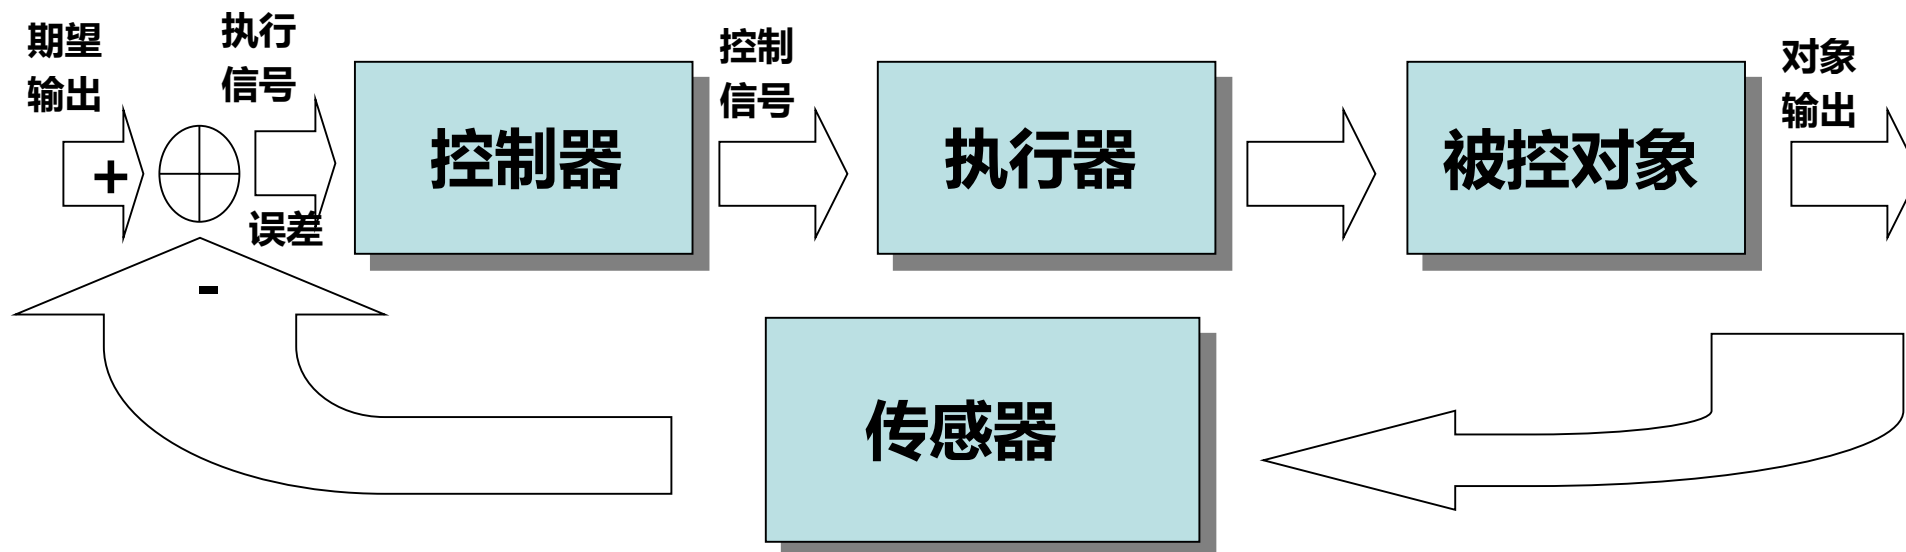 期望
输出
执行
信号
控制
信号
对象
输出
+
控制器
执行器
被控对象
误差
-
传感器